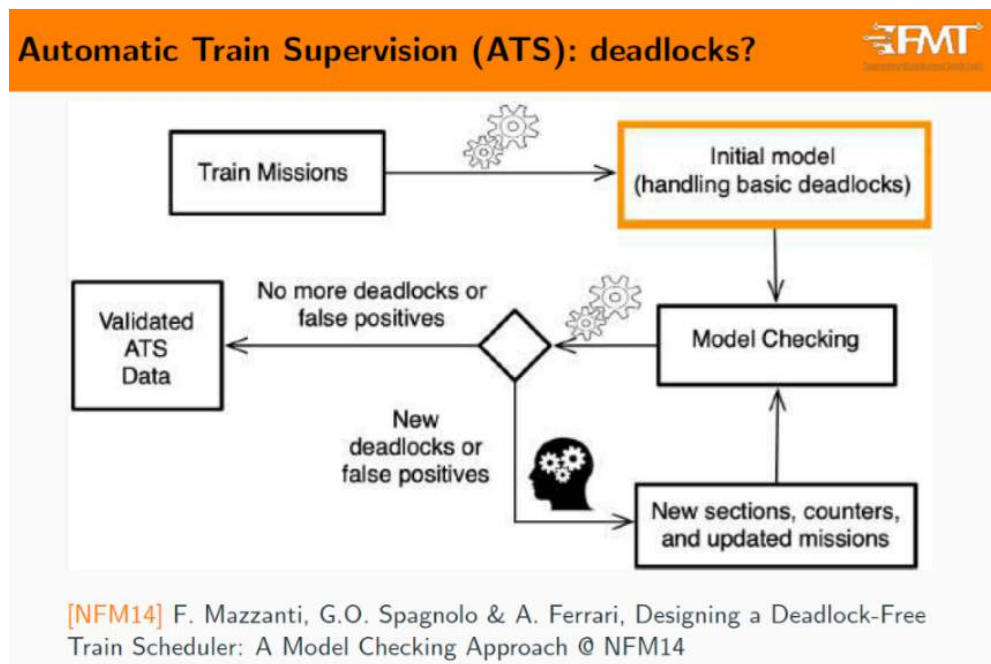 Automatic Train Supervision (ATS): deadlocks?
FMT
Train Missions
Initial model
(handling basic deadlocks)
No more deadlocks or
false positives
Validated
ATS
Data
Model Checking
New
deadlocks or
false positives
New sections, counters,
and updated missions
[NFM14] F. Mazzanti, G.O. Spagnolo & A. Ferrari, Designing a Deadlock-Free
Train Scheduler: A Model Checking Approach @ NFM14